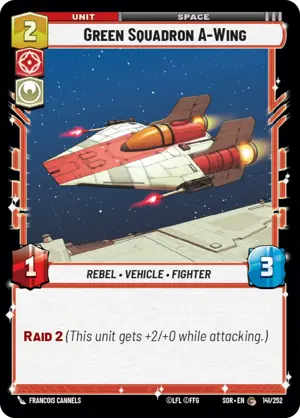 UNIT SPACE
2 GREEN SQUADRON A-WING
1 3
REBEL • VEHICLE • FIGHTER
RAID 2 (This unit gets +2/+0 while attacking.)
FRANCOIS CANNELS ©LFL ©FFG SOR • EN C 141/252